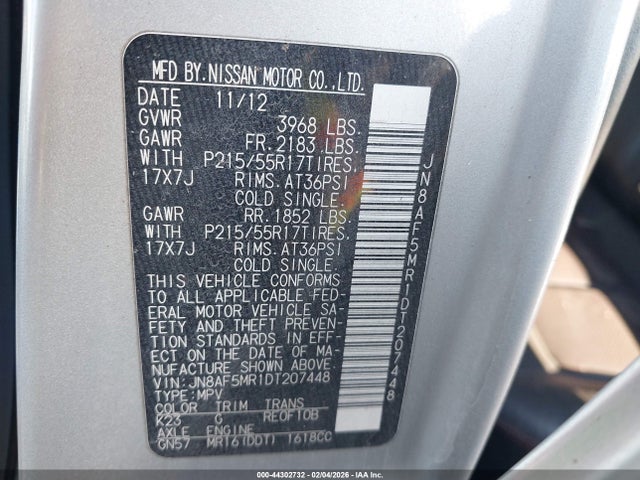 MFD BY.NISSAN MOTOR CO.,LTD.
DATE 11/12
GVWR 3968 LBS.
GAWR FR.2183 LBS.
WITH P215/55R17TIRES,
17X7J RIMS.AT36PSI
COLD SINGLE.
GAWR RR.1852 LBS.
WITH P215/55R17TIRES,
17X7J RIMS.AT36PSI
COLD SINGLE.
THIS VEHICLE CONFORMS
TO ALL APPLICABLE FED-
ERAL MOTOR VEHICLE SA-
FETY AND THEFT PREVEN-
TION STANDARDS IN EFF-
ECT ON THE DATE OF MA-
NUFACTURE SHOWN ABOVE.
VIN: JN8AF5MR1DT207448
TYPE: MPV
COLOR TRIM TRANS
K23 C RE0F10B
AXLE ENGINE
GN57 MR16(DDT) 1618CC
JN8AF5MR1DT207448
000-44302732 - 02/04/2026 - IAA Inc.